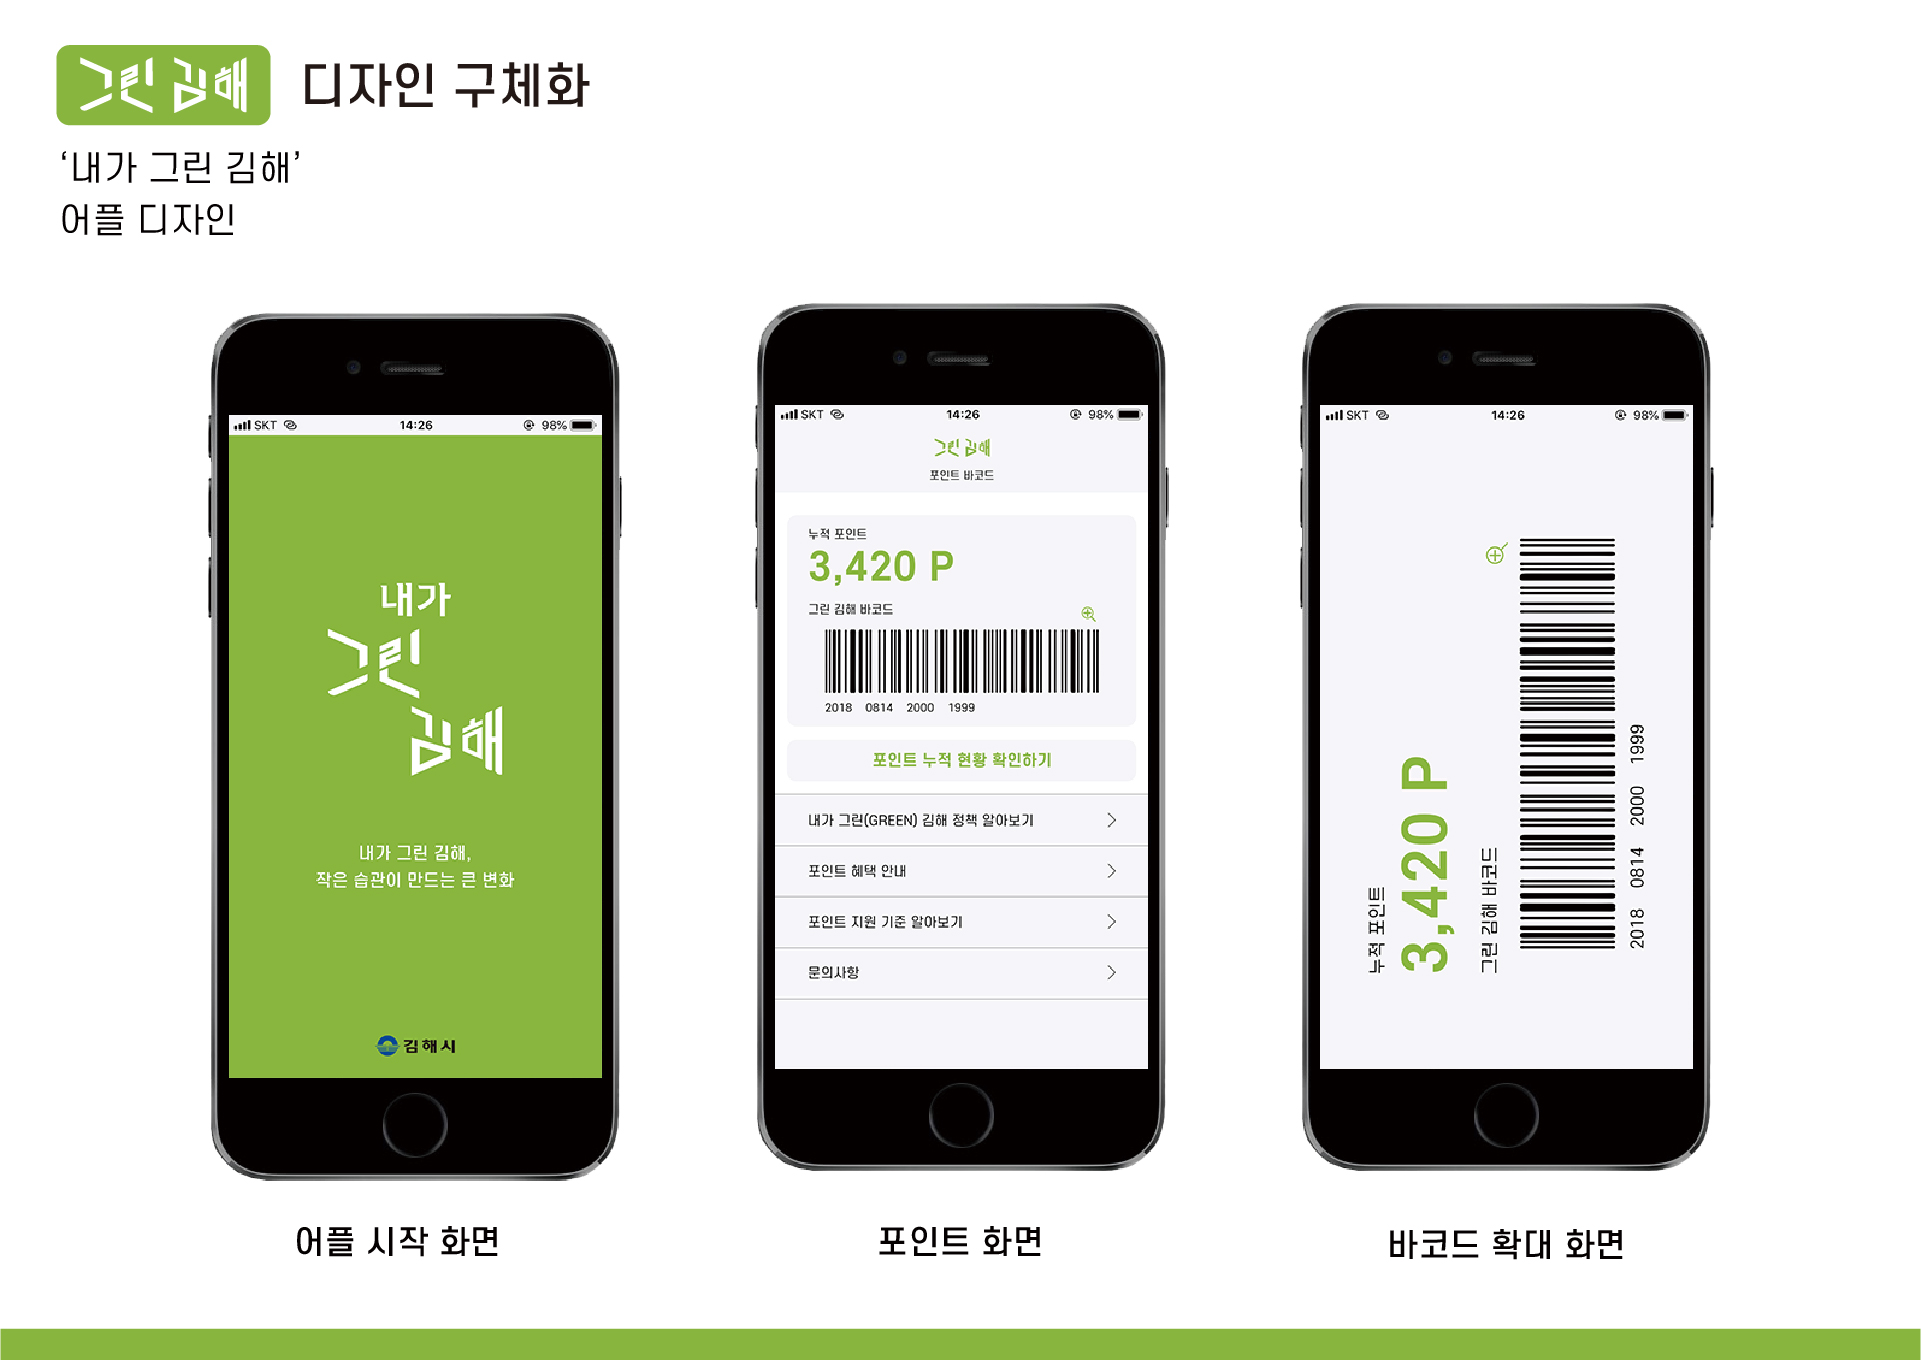 그린 김해 디자인 구체화
‘내가 그린 김해’
어플 디자인
SKT 14:26 98%
내가
그린
김해
내가 그린 김해,
작은 습관이 만드는 큰 변화
김해시
어플 시작 화면
SKT 14:26 98%
그린 김해
포인트 바코드
누적 포인트
3,420 P
그린 김해 바코드
2018 0814 2000 1999
포인트 누적 현황 확인하기
내가 그린(GREEN) 김해 정책 알아보기
포인트 혜택 안내
포인트 지원 기준 알아보기
문의사항
포인트 화면
SKT 14:26 98%
누적 포인트
3,420 P
그린 김해 바코드
2018 0814 2000 1999
바코드 확대 화면